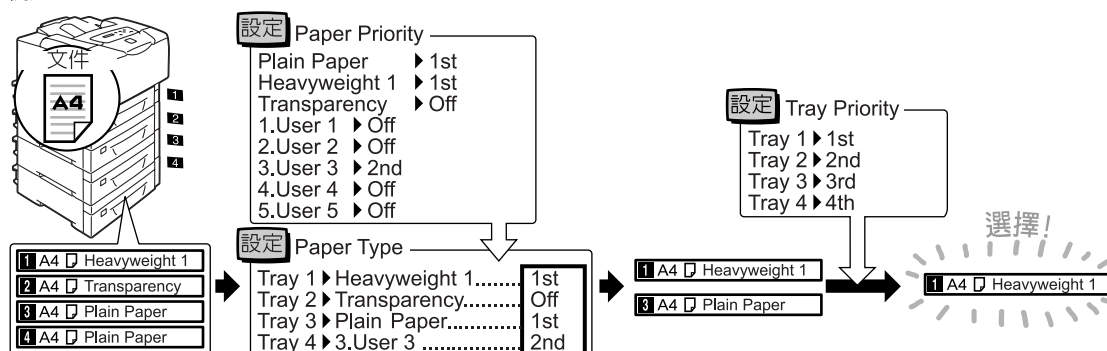 文件
A4
1
2
3
4
1 A4 Heavyweight 1
2 A4 Transparency
3 A4 Plain Paper
4 A4 Plain Paper
設定 Paper Priority
Plain Paper ▶ 1st
Heavyweight 1 ▶ 1st
Transparency ▶ Off
1.User 1 ▶ Off
2.User 2 ▶ Off
3.User 3 ▶ 2nd
4.User 4 ▶ Off
5.User 5 ▶ Off
設定 Paper Type
Tray 1 ▶ Heavyweight 1....... 1st
Tray 2 ▶ Transparency........ Off
Tray 3 ▶ Plain Paper.......... 1st
Tray 4 ▶ 3.User 3 .............. 2nd
1 A4 Heavyweight 1
3 A4 Plain Paper
設定 Tray Priority
Tray 1 ▶ 1st
Tray 2 ▶ 2nd
Tray 3 ▶ 3rd
Tray 4 ▶ 4th
選擇!
1 A4 Heavyweight 1